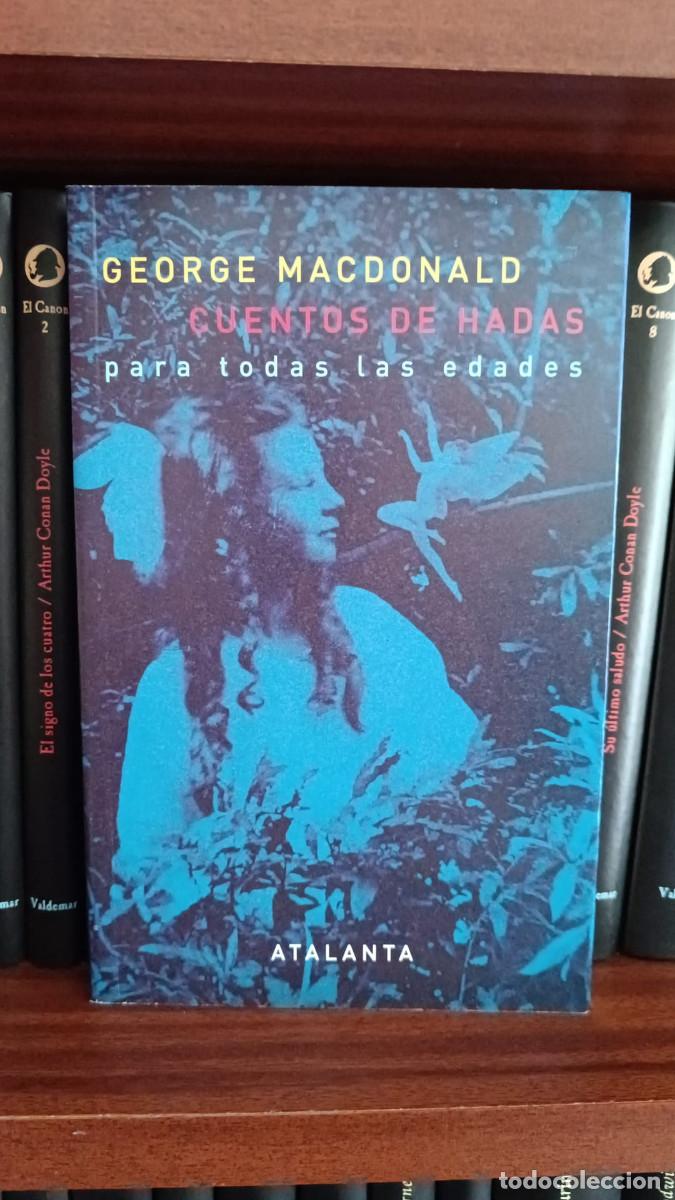 GEORGE MACDONALD
CUENTOS DE HADAS
para todas las edades
ATALANTA
El Canon
2
El signo de los cuatro / Arthur Conan Doyle
Valdemar
El Canon
8
Su último saludo / Arthur Conan Doyle
todocoleccion